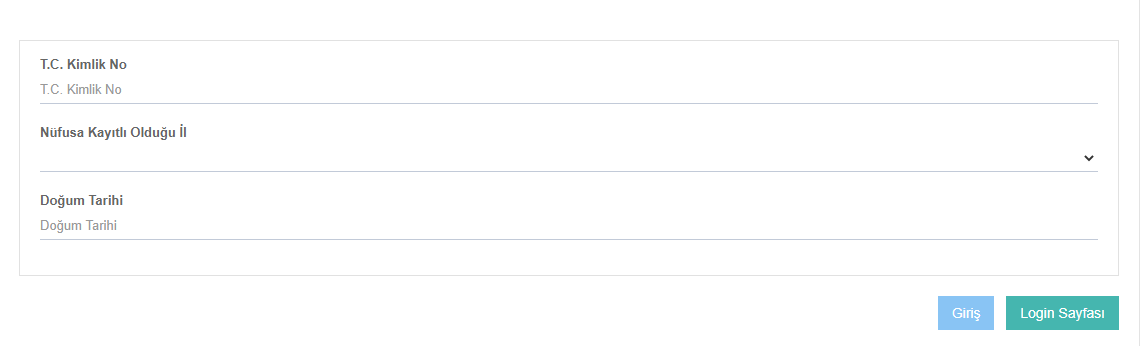 T.C. Kimlik No
T.C. Kimlik No
Nüfusa Kayıtlı Olduğu İl
Doğum Tarihi
Doğum Tarihi
Giriş
Login Sayfası